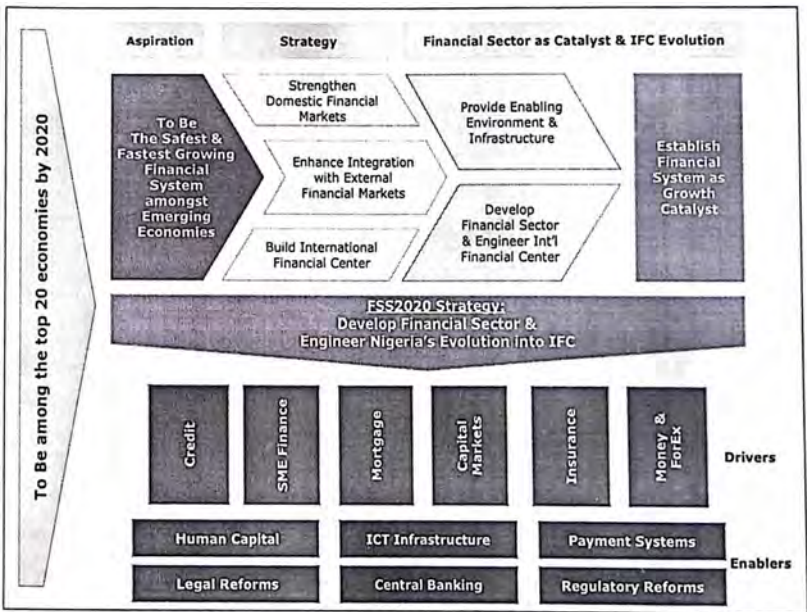 Aspiration
Strategy
Financial Sector as Catalyst & IFC Evolution
To Be among the top 20 economies by 2020
To Be
The Safest &
Fastest Growing
Financial
System
amongst
Emerging
Economies
Strengthen
Domestic Financial
Markets
Enhance Integration
with External
Financial Markets
Build International
Financial Center
Provide Enabling
Environment &
Infrastructure
Develop
Financial Sector
& Engineer Int'l
Financial Center
Establish
Financial
System as
Growth
Catalyst
FSS2020 Strategy:
Develop Financial Sector &
Engineer Nigeria's Evolution into IFC
Credit
SME Finance
Mortgage
Capital
Markets
Insurance
Money &
ForEx
Drivers
Human Capital
ICT Infrastructure
Payment Systems
Enablers
Legal Reforms
Central Banking
Regulatory Reforms